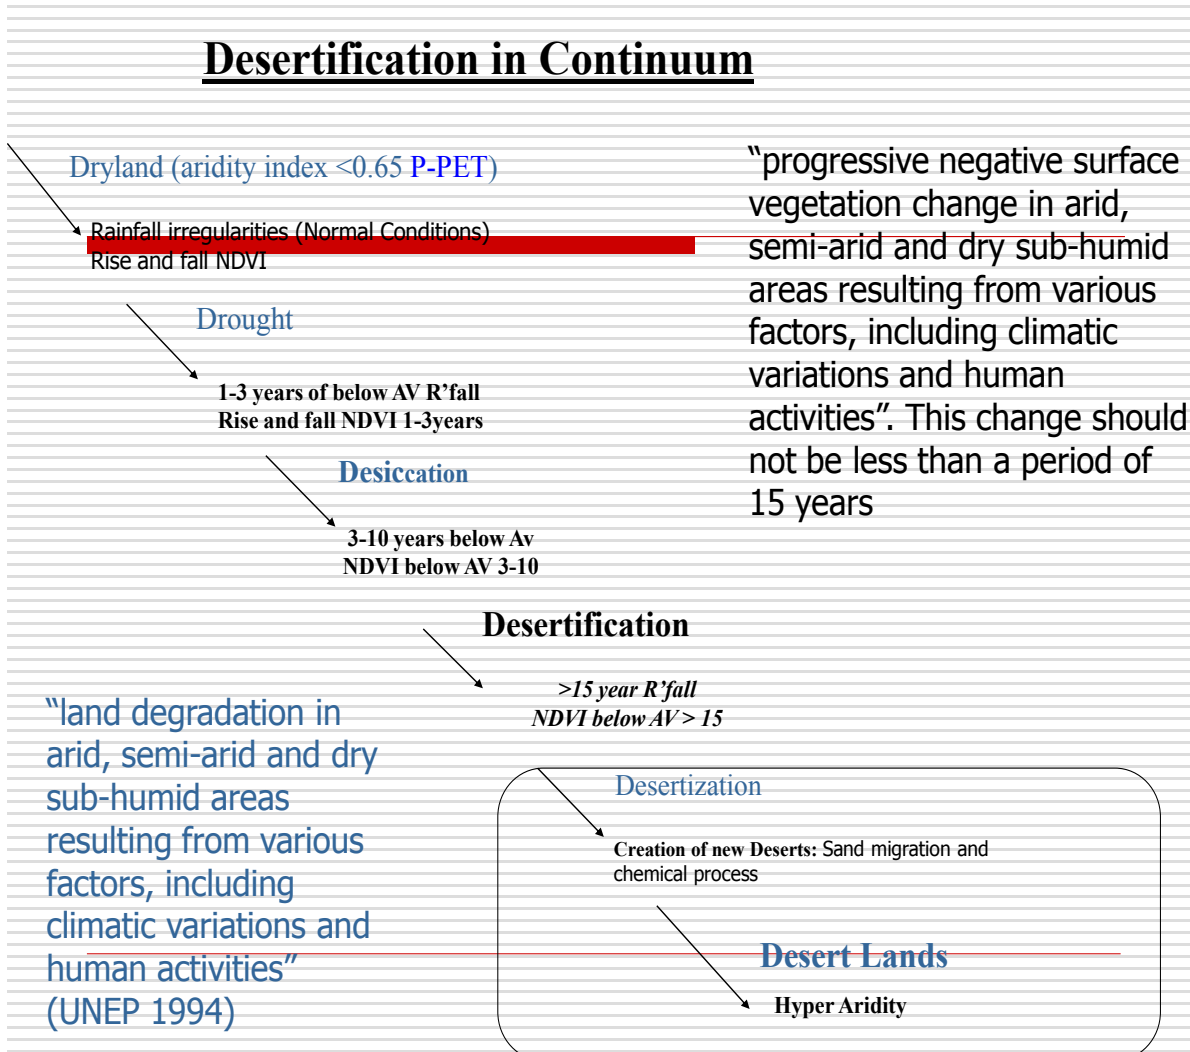 Desertification in Continuum
Dryland (aridity index <0.65 P-PET)
Rainfall irregularities (Normal Conditions)
Rise and fall NDVI
Drought
1-3 years of below AV R’fall
Rise and fall NDVI 1-3years
Desiccation
3-10 years below Av
NDVI below AV 3-10
Desertification
>15 year R’fall
NDVI below AV > 15
Desertization
Creation of new Deserts: Sand migration and
chemical process
Desert Lands
Hyper Aridity
“progressive negative surface
vegetation change in arid,
semi-arid and dry sub-humid
areas resulting from various
factors, including climatic
variations and human
activities”. This change should
not be less than a period of
15 years
“land degradation in
arid, semi-arid and dry
sub-humid areas
resulting from various
factors, including
climatic variations and
human activities”
(UNEP 1994)